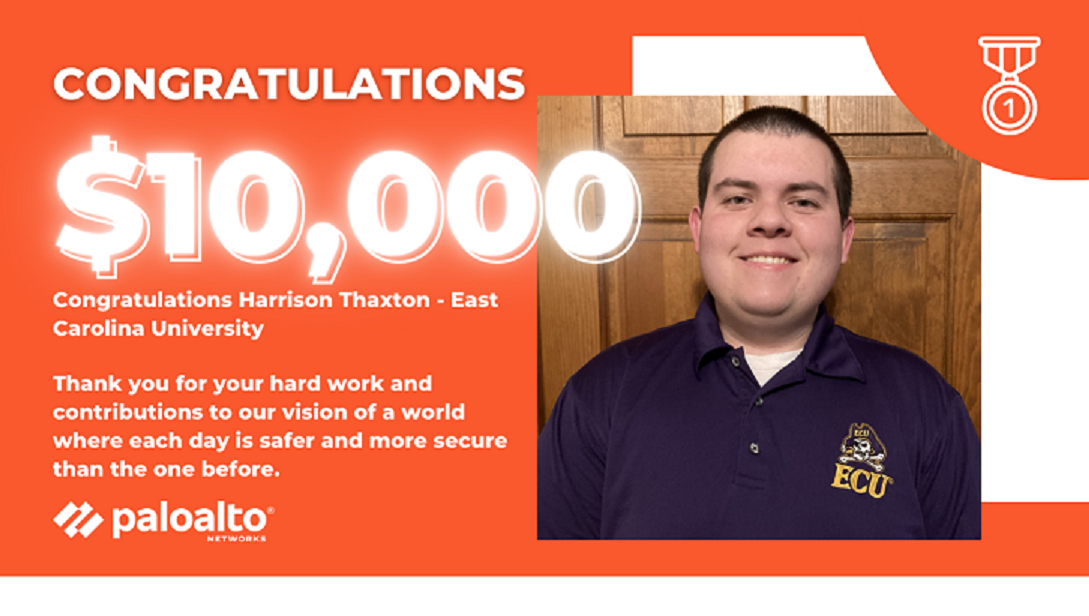 CONGRATULATIONS
1
$10,000
Congratulations Harrison Thaxton - East
Carolina University
Thank you for your hard work and
contributions to our vision of a world
where each day is safer and more secure
than the one before.
paloalto®
NETWORKS
ECU
ECU